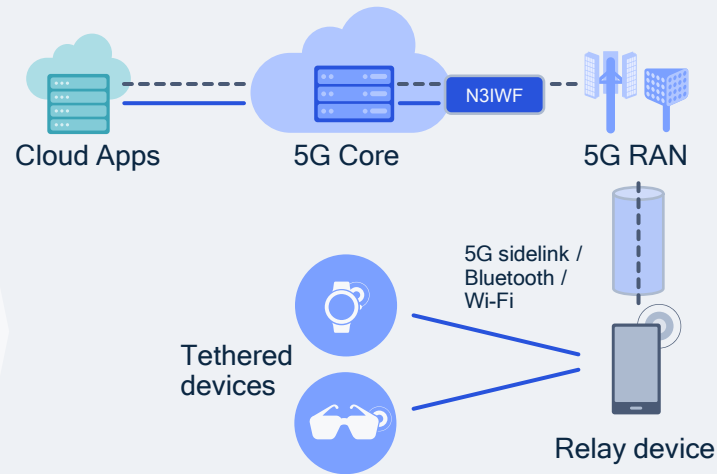 N3IWF
Cloud Apps
5G Core
5G RAN
5G sidelink /
Bluetooth /
Wi-Fi
Tethered
devices
Relay device